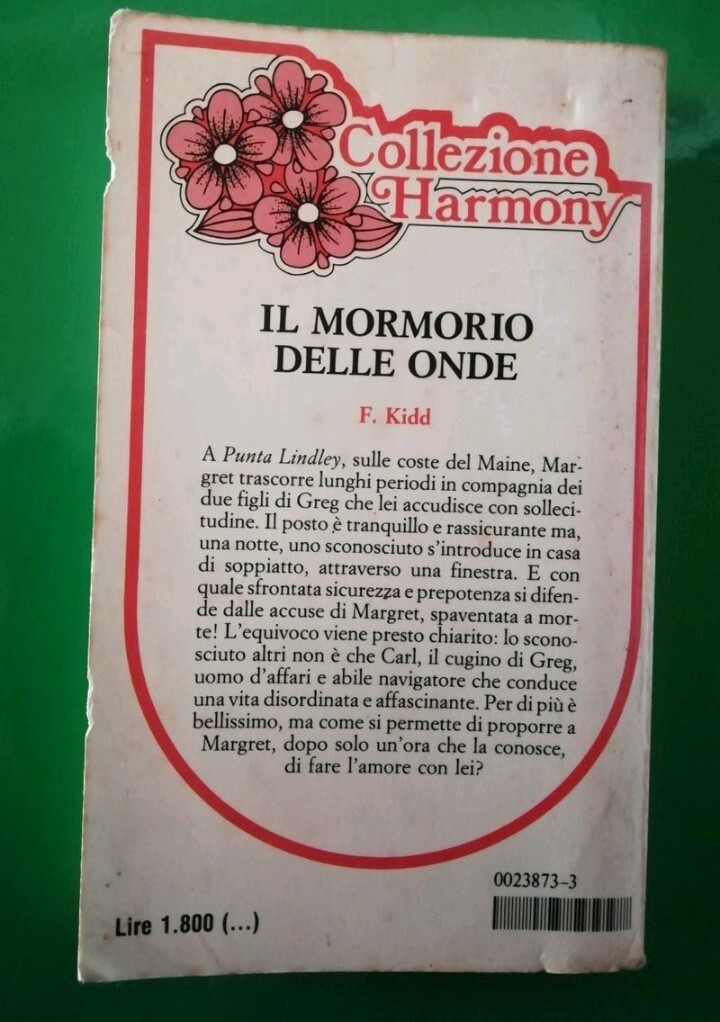 Collezione
Harmony
IL MORMORIO
DELLE ONDE
F. Kidd
A Punta Lindley, sulle coste del Maine, Mar-
gret trascorre lunghi periodi in compagnia dei
due figli di Greg che lei accudisce con solleci-
tudine. Il posto è tranquillo e rassicurante ma,
una notte, uno sconosciuto s'introduce in casa
di soppiatto, attraverso una finestra. E con
quale sfrontata sicurezza e prepotenza si difen-
de dalle accuse di Margret, spaventata a mor-
te! L'equivoco viene presto chiarito: lo scono-
sciuto altri non è che Carl, il cugino di Greg,
uomo d'affari e abile navigatore che conduce
una vita disordinata e affascinante. Per di più è
bellissimo, ma come si permette di proporre a
Margret, dopo solo un'ora che la conosce,
di fare l'amore con lei?
0023873-3
Lire 1.800 (...)